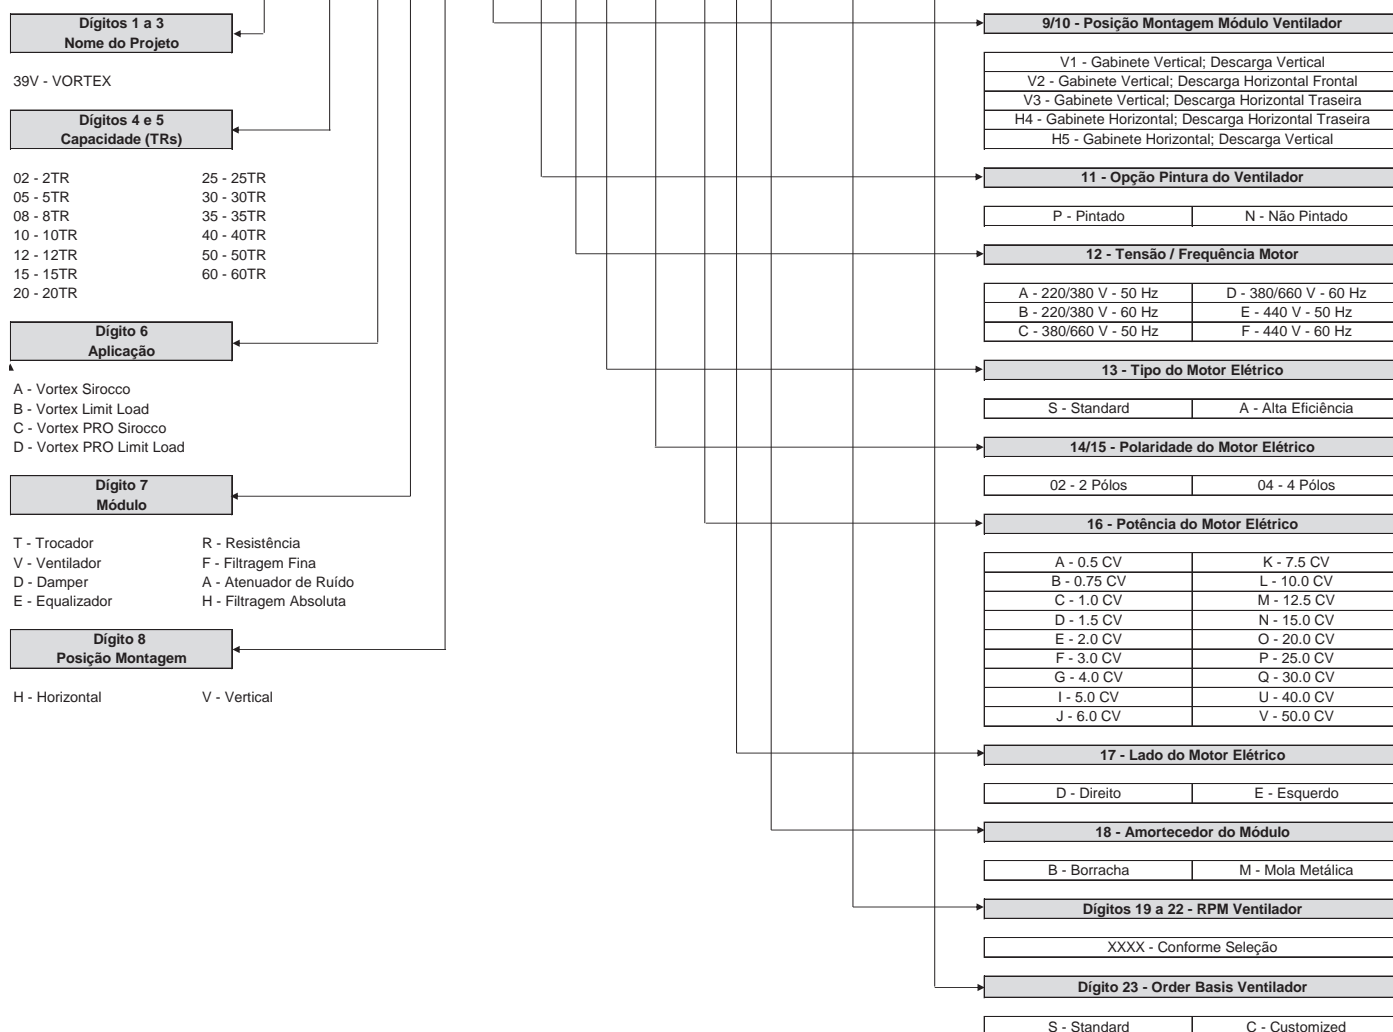 Dígitos 1 a 3
Nome do Projeto
39V - VORTEX
Dígitos 4 e 5
Capacidade (TRs)
02 - 2TR 25 - 25TR
05 - 5TR 30 - 30TR
08 - 8TR 35 - 35TR
10 - 10TR 40 - 40TR
12 - 12TR 50 - 50TR
15 - 15TR 60 - 60TR
20 - 20TR
Dígito 6
Aplicação
A - Vortex Sirocco
B - Vortex Limit Load
C - Vortex PRO Sirocco
D - Vortex PRO Limit Load
Dígito 7
Módulo
T - Trocador R - Resistência
V - Ventilador F - Filtragem Fina
D - Damper A - Atenuador de Ruído
E - Equalizador H - Filtragem Absoluta
Dígito 8
Posição Montagem
H - Horizontal V - Vertical
9/10 - Posição Montagem Módulo Ventilador
V1 - Gabinete Vertical; Descarga Vertical
V2 - Gabinete Vertical; Descarga Horizontal Frontal
V3 - Gabinete Vertical; Descarga Horizontal Traseira
H4 - Gabinete Horizontal; Descarga Horizontal Traseira
H5 - Gabinete Horizontal; Descarga Vertical
11 - Opção Pintura do Ventilador
P - Pintado N - Não Pintado
12 - Tensão / Frequência Motor
A - 220/380 V - 50 Hz D - 380/660 V - 60 Hz
B - 220/380 V - 60 Hz E - 440 V - 50 Hz
C - 380/660 V - 50 Hz F - 440 V - 60 Hz
13 - Tipo do Motor Elétrico
S - Standard A - Alta Eficiência
14/15 - Polaridade do Motor Elétrico
02 - 2 Pólos 04 - 4 Pólos
16 - Potência do Motor Elétrico
A - 0.5 CV K - 7.5 CV
B - 0.75 CV L - 10.0 CV
C - 1.0 CV M - 12.5 CV
D - 1.5 CV N - 15.0 CV
E - 2.0 CV O - 20.0 CV
F - 3.0 CV P - 25.0 CV
G - 4.0 CV Q - 30.0 CV
I - 5.0 CV U - 40.0 CV
J - 6.0 CV V - 50.0 CV
17 - Lado do Motor Elétrico
D - Direito E - Esquerdo
18 - Amortecedor do Módulo
B - Borracha M - Mola Metálica
Dígitos 19 a 22 - RPM Ventilador
XXXX - Conforme Seleção
Dígito 23 - Order Basis Ventilador
S - Standard C - Customized